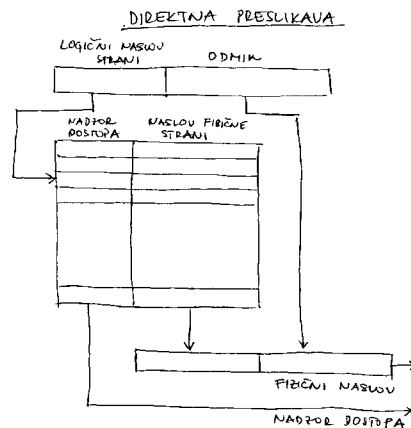 DIREKTNA PRESLIKAVA
LOGIČNI NASLOV
STRANI
ODMIK
NADZOR
DOSTOPA
NASLOV FIZIČNE
STRANI
FIZIČNI NASLOV
NADZOR DOSTOPA